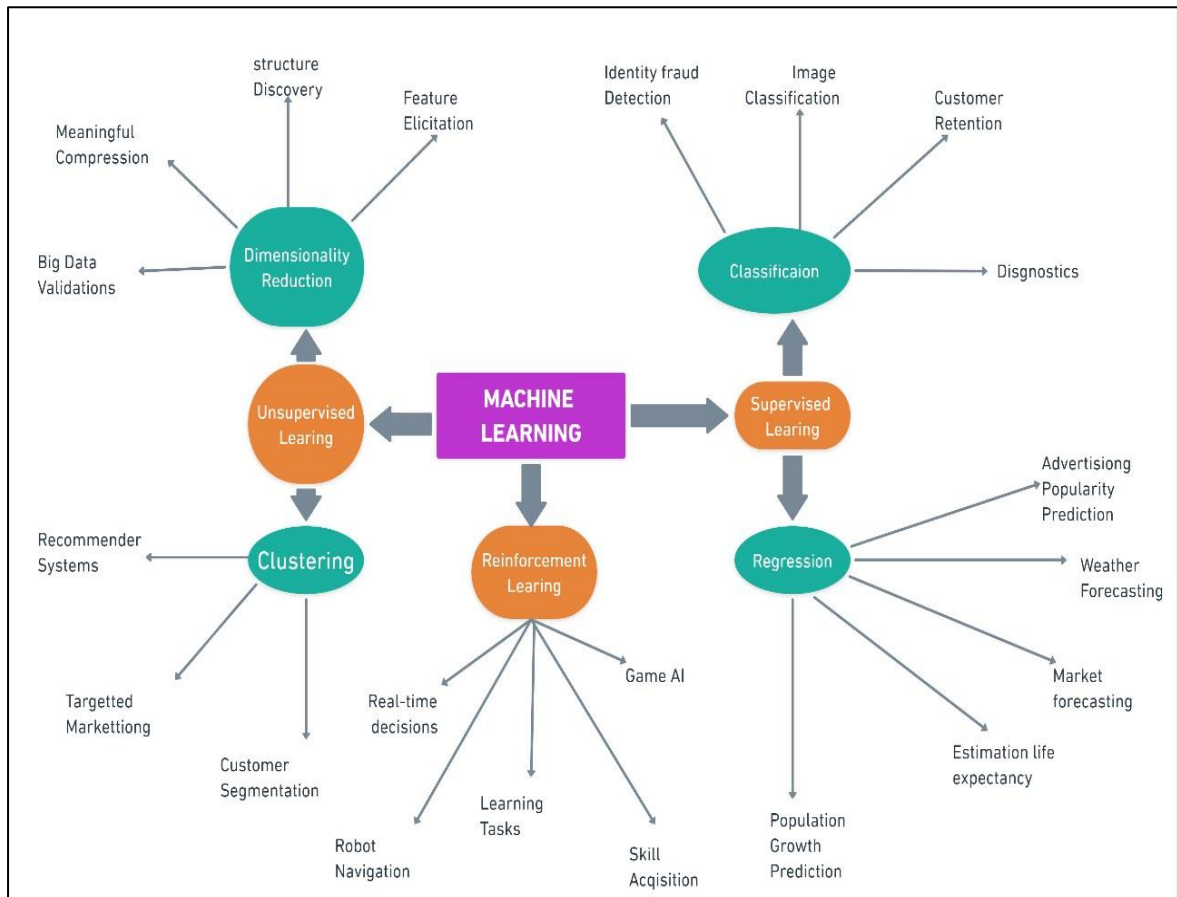 structure
Discovery
Feature
Elicitation
Meaningful
Compression
Big Data
Validations
Dimensionality
Reduction
Identity fraud
Detection
Image
Classification
Customer
Retention
Classificaion
Disgnostics
Unsupervised
Learing
MACHINE
LEARNING
Supervised
Learing
Recommender
Systems
Clustering
Targetted
Markettiong
Customer
Segmentation
Reinforcement
Learing
Real-time
decisions
Game AI
Robot
Navigation
Learning
Tasks
Skill
Acqisition
Regression
Advertisiong
Popularity
Prediction
Weather
Forecasting
Market
forecasting
Estimation life
expectancy
Population
Growth
Prediction